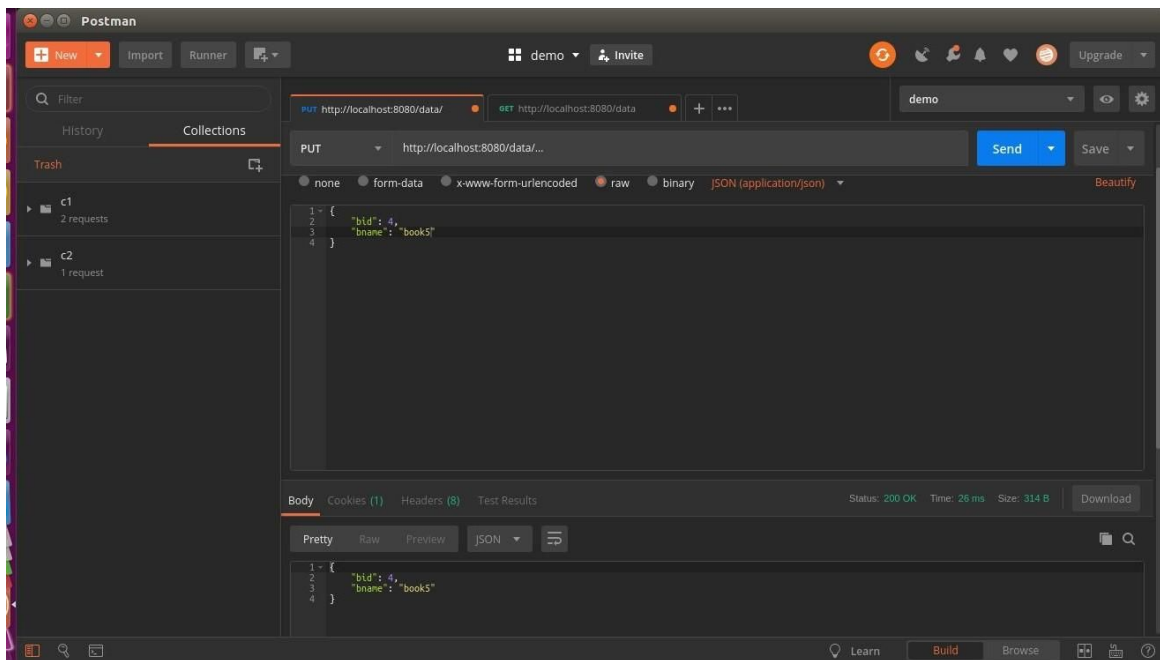 Postman
New Import Runner demo Invite Upgrade
Filter
History Collections
Trash
c1
2 requests
c2
1 request
PUT http://localhost:8080/data/ GET http://localhost:8080/data + ••• demo
PUT http://localhost:8080/data/... Send Save
none form-data x-www-form-urlencoded raw binary JSON (application/json) Beautify
1 {
2 "bid": 4,
3 "bname": "book5"
4 }
Body Cookies (1) Headers (8) Test Results Status: 200 OK Time: 26 ms Size: 314 B Download
Pretty Raw Preview JSON
1 {
2 "bid": 4,
3 "bname": "book5"
4 }
Learn Build Browse